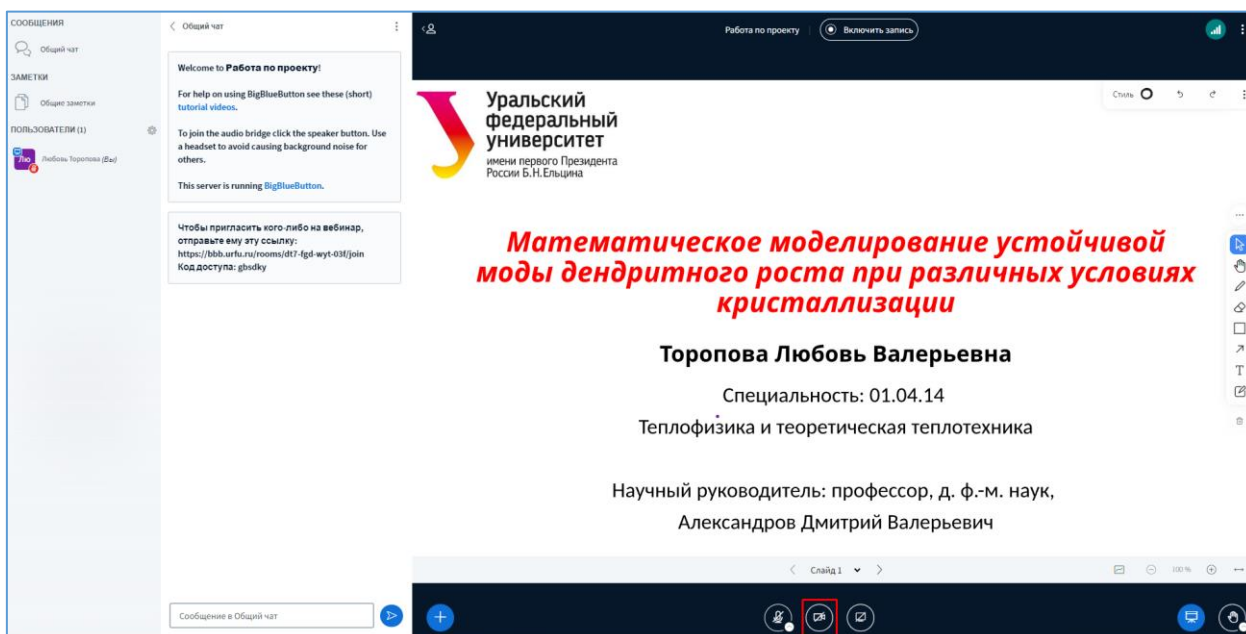 СООБЩЕНИЯ
Общий чат
ЗАМЕТКИ
Общие заметки
ПОЛЬЗОВАТЕЛИ (1)
Лю
Любовь Торопова (Вы)
Общий чат
Welcome to Работа по проекту!
For help on using BigBlueButton see these (short)
tutorial videos.
To join the audio bridge click the speaker button. Use
a headset to avoid causing background noise for
others.
This server is running BigBlueButton.
Чтобы пригласить кого-либо на вебинар,
отправьте ему эту ссылку:
https://bbb.urfu.ru/rooms/dt7-fgd-wyt-03f/join
Код доступа: gbsdky
Сообщение в Общий чат
Работа по проекту
Включить запись
Стиль
Уральский
федеральный
университет
имени первого Президента
России Б.Н.Ельцина
Математическое моделирование устойчивой
моды дендритного роста при различных условиях
кристаллизации
Торопова Любовь Валерьевна
Специальность: 01.04.14
Теплофизика и теоретическая теплотехника
Научный руководитель: профессор, д. ф.-м. наук,
Александров Дмитрий Валерьевич
Слайд 1
100 %